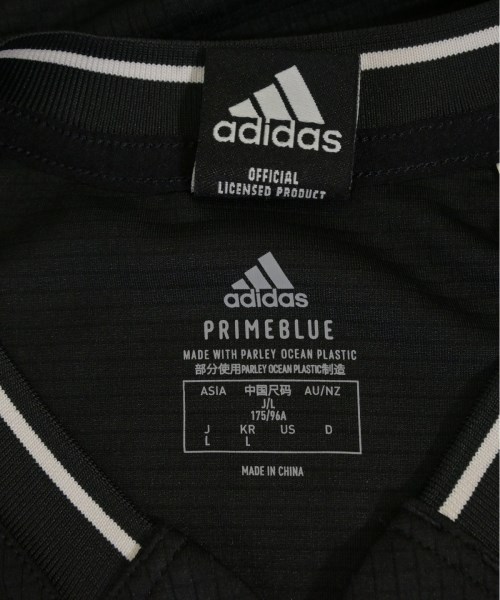 adidas
OFFICIAL
LICENSED PRODUCT
adidas
PRIMEBLUE
MADE WITH PARLEY OCEAN PLASTIC
部分使用PARLEY OCEAN PLASTIC制造
ASIA 中国尺码 AU/NZ
J/L
175/96A
J KR US D
L L
MADE IN CHINA